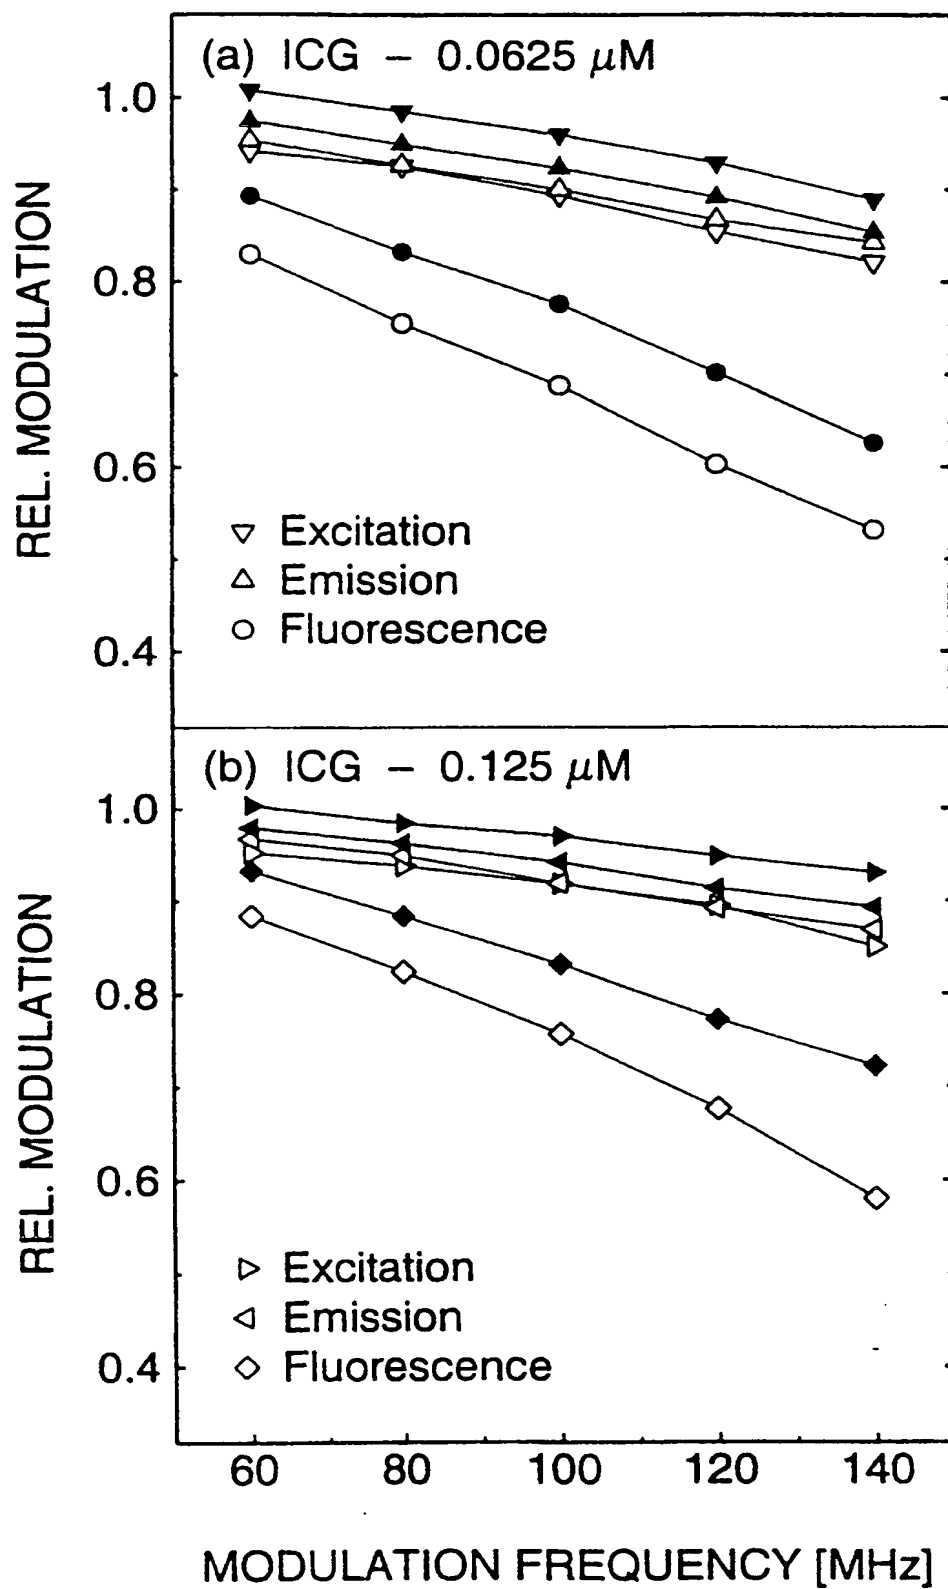 (a) ICG – 0.0625 μM
1.0
0.8
0.6
0.4
REL. MODULATION
Excitation
Emission
Fluorescence
(b) ICG – 0.125 μM
1.0
0.8
0.6
0.4
REL. MODULATION
Excitation
Emission
Fluorescence
60 80 100 120 140
MODULATION FREQUENCY [MHz]